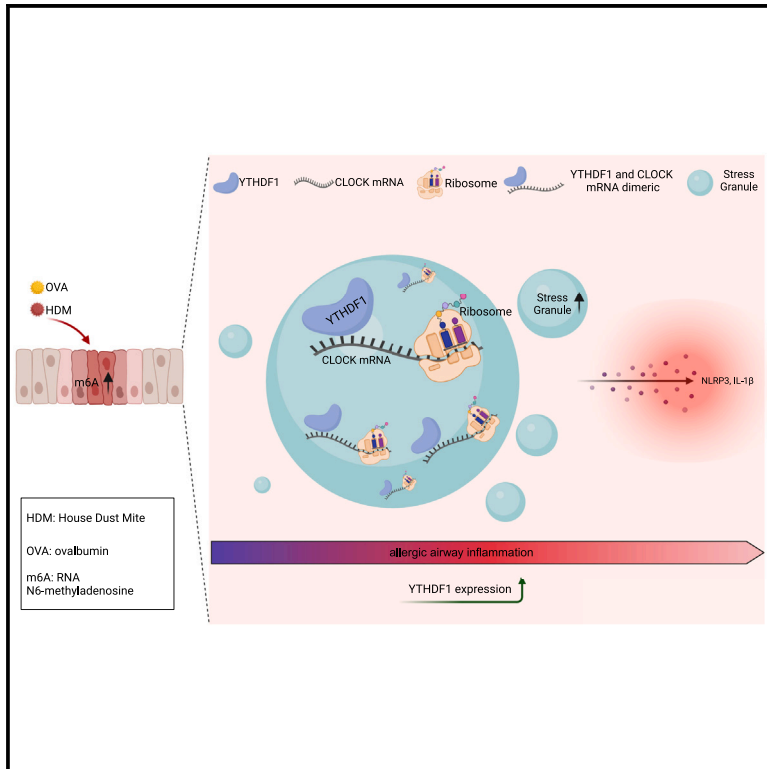 YTHDF1
CLOCK mRNA
Ribosome
YTHDF1 and CLOCK
mRNA dimeric
Stress
Granule
OVA
HDM
m6A
YTHDF1
Ribosome
CLOCK mRNA
Stress
Granule
NLRP3, IL-1β
HDM: House Dust Mite
OVA: ovalbumin
m6A: RNA
N6-methyladenosine
allergic airway inflammation
YTHDF1 expression